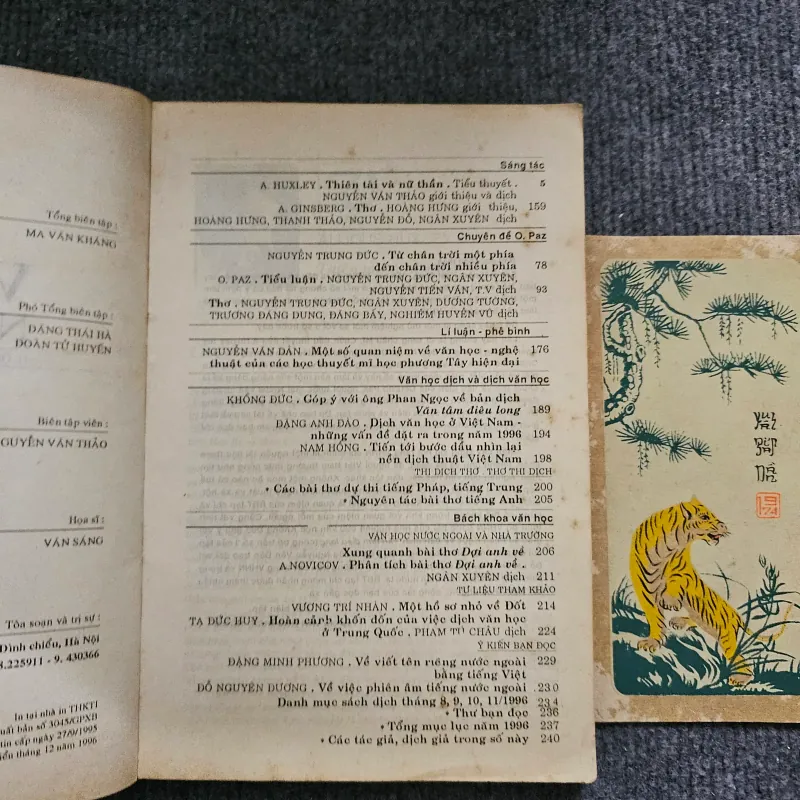 Tổng biên tập :
MA VĂN KHÁNG
Phó Tổng biên tập :
ĐẶNG THÁI HÀ
ĐOÀN TỬ HUYẾN
Biên tập viên :
GUYỄN VĂN THẢO
Họa sĩ :
VĂN SÁNG
Tòa soạn và trị sự :
Đình chiểu, Hà Nội
8.225911 - 9. 430366
In tại nhà in THKTI
uất bản số 3045/GPXB
tin cấp ngày 27/9/1995
iểu tháng 12 năm 1996
Sáng tác
A. HUXLEY . Thiên tài và nữ thần . Tiểu thuyết . 5
NGUYỄN VĂN THẢO giới thiệu và dịch
A. GINSBERG . Thơ . HOÀNG HƯNG giới thiệu, 159
HOÀNG HƯNG, THANH THẢO, NGUYỄN ĐỖ, NGÂN XUYÊN dịch
Chuyên đề O. Paz
NGUYỄN TRUNG ĐỨC . Từ chân trời một phía
đến chân trời nhiều phía 78
O. PAZ . Tiểu luận . NGUYỄN TRUNG ĐỨC, NGÂN XUYÊN,
NGUYỄN TIẾN VĂN, T.V dịch 93
Thơ . NGUYỄN TRUNG ĐỨC, NGÂN XUYÊN, DƯƠNG TƯỜNG,
TRƯƠNG ĐĂNG DUNG, ĐẶNG BẨY, NGHIÊM HUYỀN VŨ dịch
Lí luận - phê bình
NGUYỄN VĂN DÂN . Một số quan niệm về văn học - nghệ 176
thuật của các học thuyết mĩ học phương Tây hiện đại
Văn học dịch và dịch văn học
KHỔNG ĐỨC . Góp ý với ông Phan Ngọc về bản dịch
Văn tâm điêu long 189
ĐẶNG ANH ĐÀO . Dịch văn học ở Việt Nam -
những vấn đề đặt ra trong năm 1996 194
NAM HỒNG . Tiến tới bước đầu nhìn lại
nền dịch thuật Việt Nam 198
THI DỊCH THƠ . THƠ THI DỊCH
• Các bài thơ dự thi tiếng Pháp, tiếng Trung 200
• Nguyên tác bài thơ tiếng Anh 205
Bách khoa văn học
VĂN HỌC NƯỚC NGOÀI VÀ NHÀ TRƯỜNG
Xung quanh bài thơ Đợi anh về 206
A.NOVICOV . Phân tích bài thơ Đợi anh về .
NGÂN XUYÊN dịch 211
TƯ LIỆU THAM KHẢO
VƯƠNG TRÍ NHÀN . Một hồ sơ nhỏ về Đốt 214
TẠ ĐỨC HUY . Hoàn cảnh khốn đốn của việc dịch văn học
ở Trung Quốc . PHẠM TÚ CHÂU dịch 224
Ý KIẾN BẠN ĐỌC
ĐẶNG MINH PHƯƠNG . Về viết tên riêng nước ngoài 229
bằng tiếng Việt
ĐỖ NGUYÊN ĐƯƠNG . Về việc phiên âm tiếng nước ngoài .230
Danh mục sách dịch tháng 8, 9, 10, 11/1996 234
• Thư bạn đọc 236
• Tổng mục lục năm 1996 237
• Các tác giả, dịch giả trong số này 240
1974